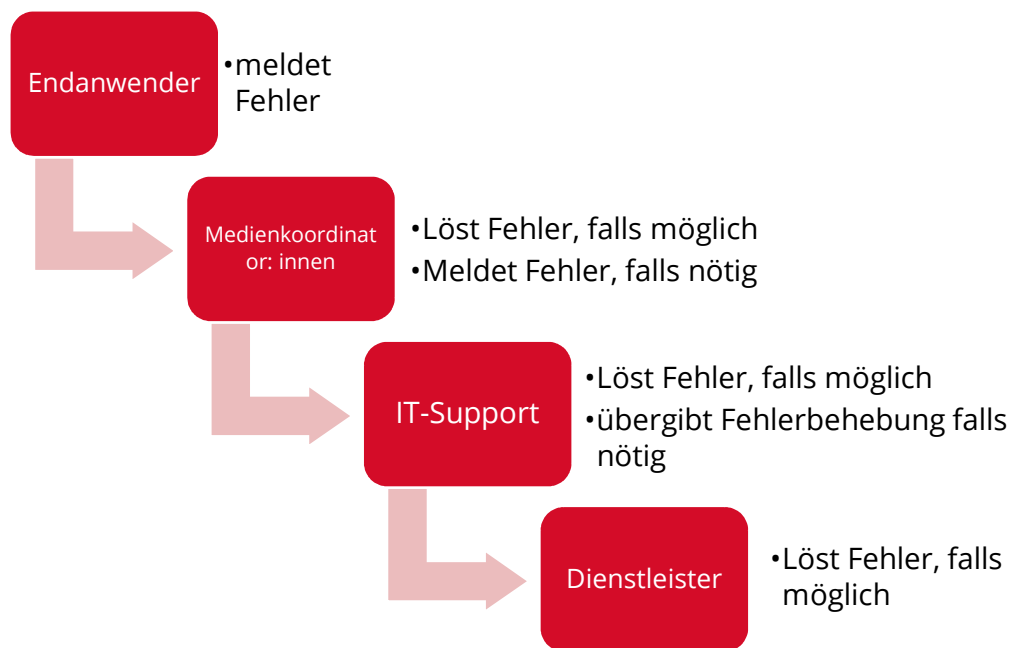 Endanwender
•meldet
Fehler
Medienkoordinat
or: innen
•Löst Fehler, falls möglich
•Meldet Fehler, falls nötig
IT-Support
•Löst Fehler, falls möglich
•übergibt Fehlerbehebung falls
nötig
Dienstleister
•Löst Fehler, falls
möglich